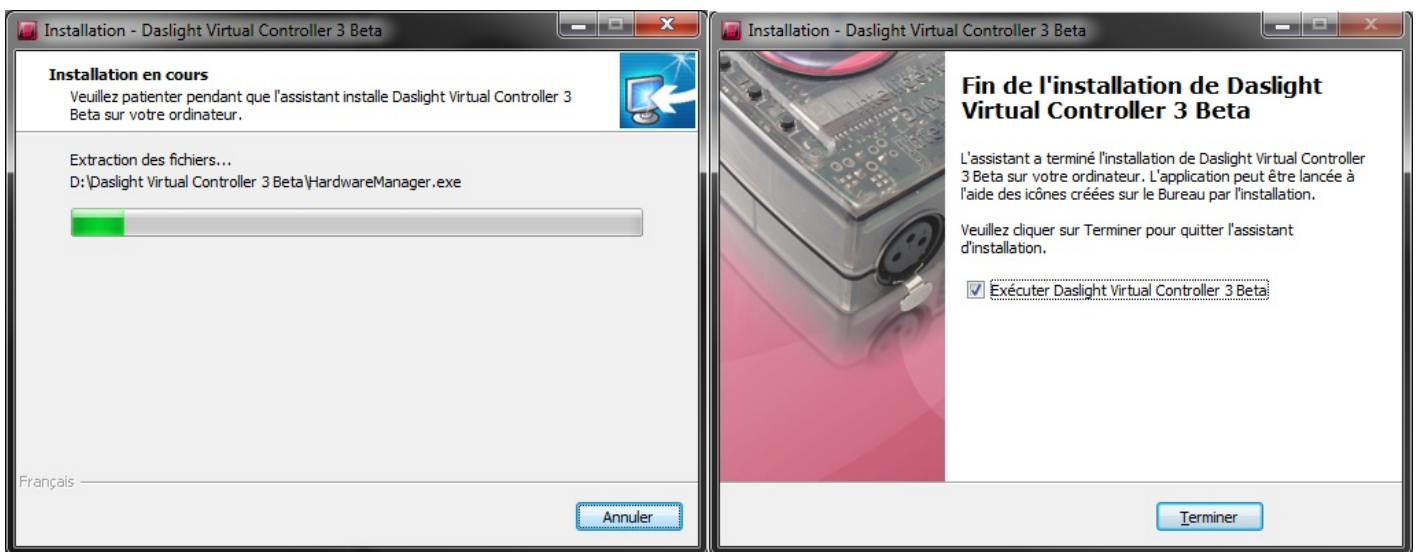 Installation - Daslight Virtual Controller 3 Beta
Installation en cours
Veuillez patienter pendant que l'assistant installe Daslight Virtual Controller 3
Beta sur votre ordinateur.
Extraction des fichiers...
D:\Daslight Virtual Controller 3 Beta\HardwareManager.exe
Français
Annuler
Installation - Daslight Virtual Controller 3 Beta
Fin de l'installation de Daslight
Virtual Controller 3 Beta
L'assistant a terminé l'installation de Daslight Virtual Controller
3 Beta sur votre ordinateur. L'application peut être lancée à
l'aide des icônes créées sur le Bureau par l'installation.
Veuillez cliquer sur Terminer pour quitter l'assistant
d'installation.
Exécuter Daslight Virtual Controller 3 Beta
Terminer